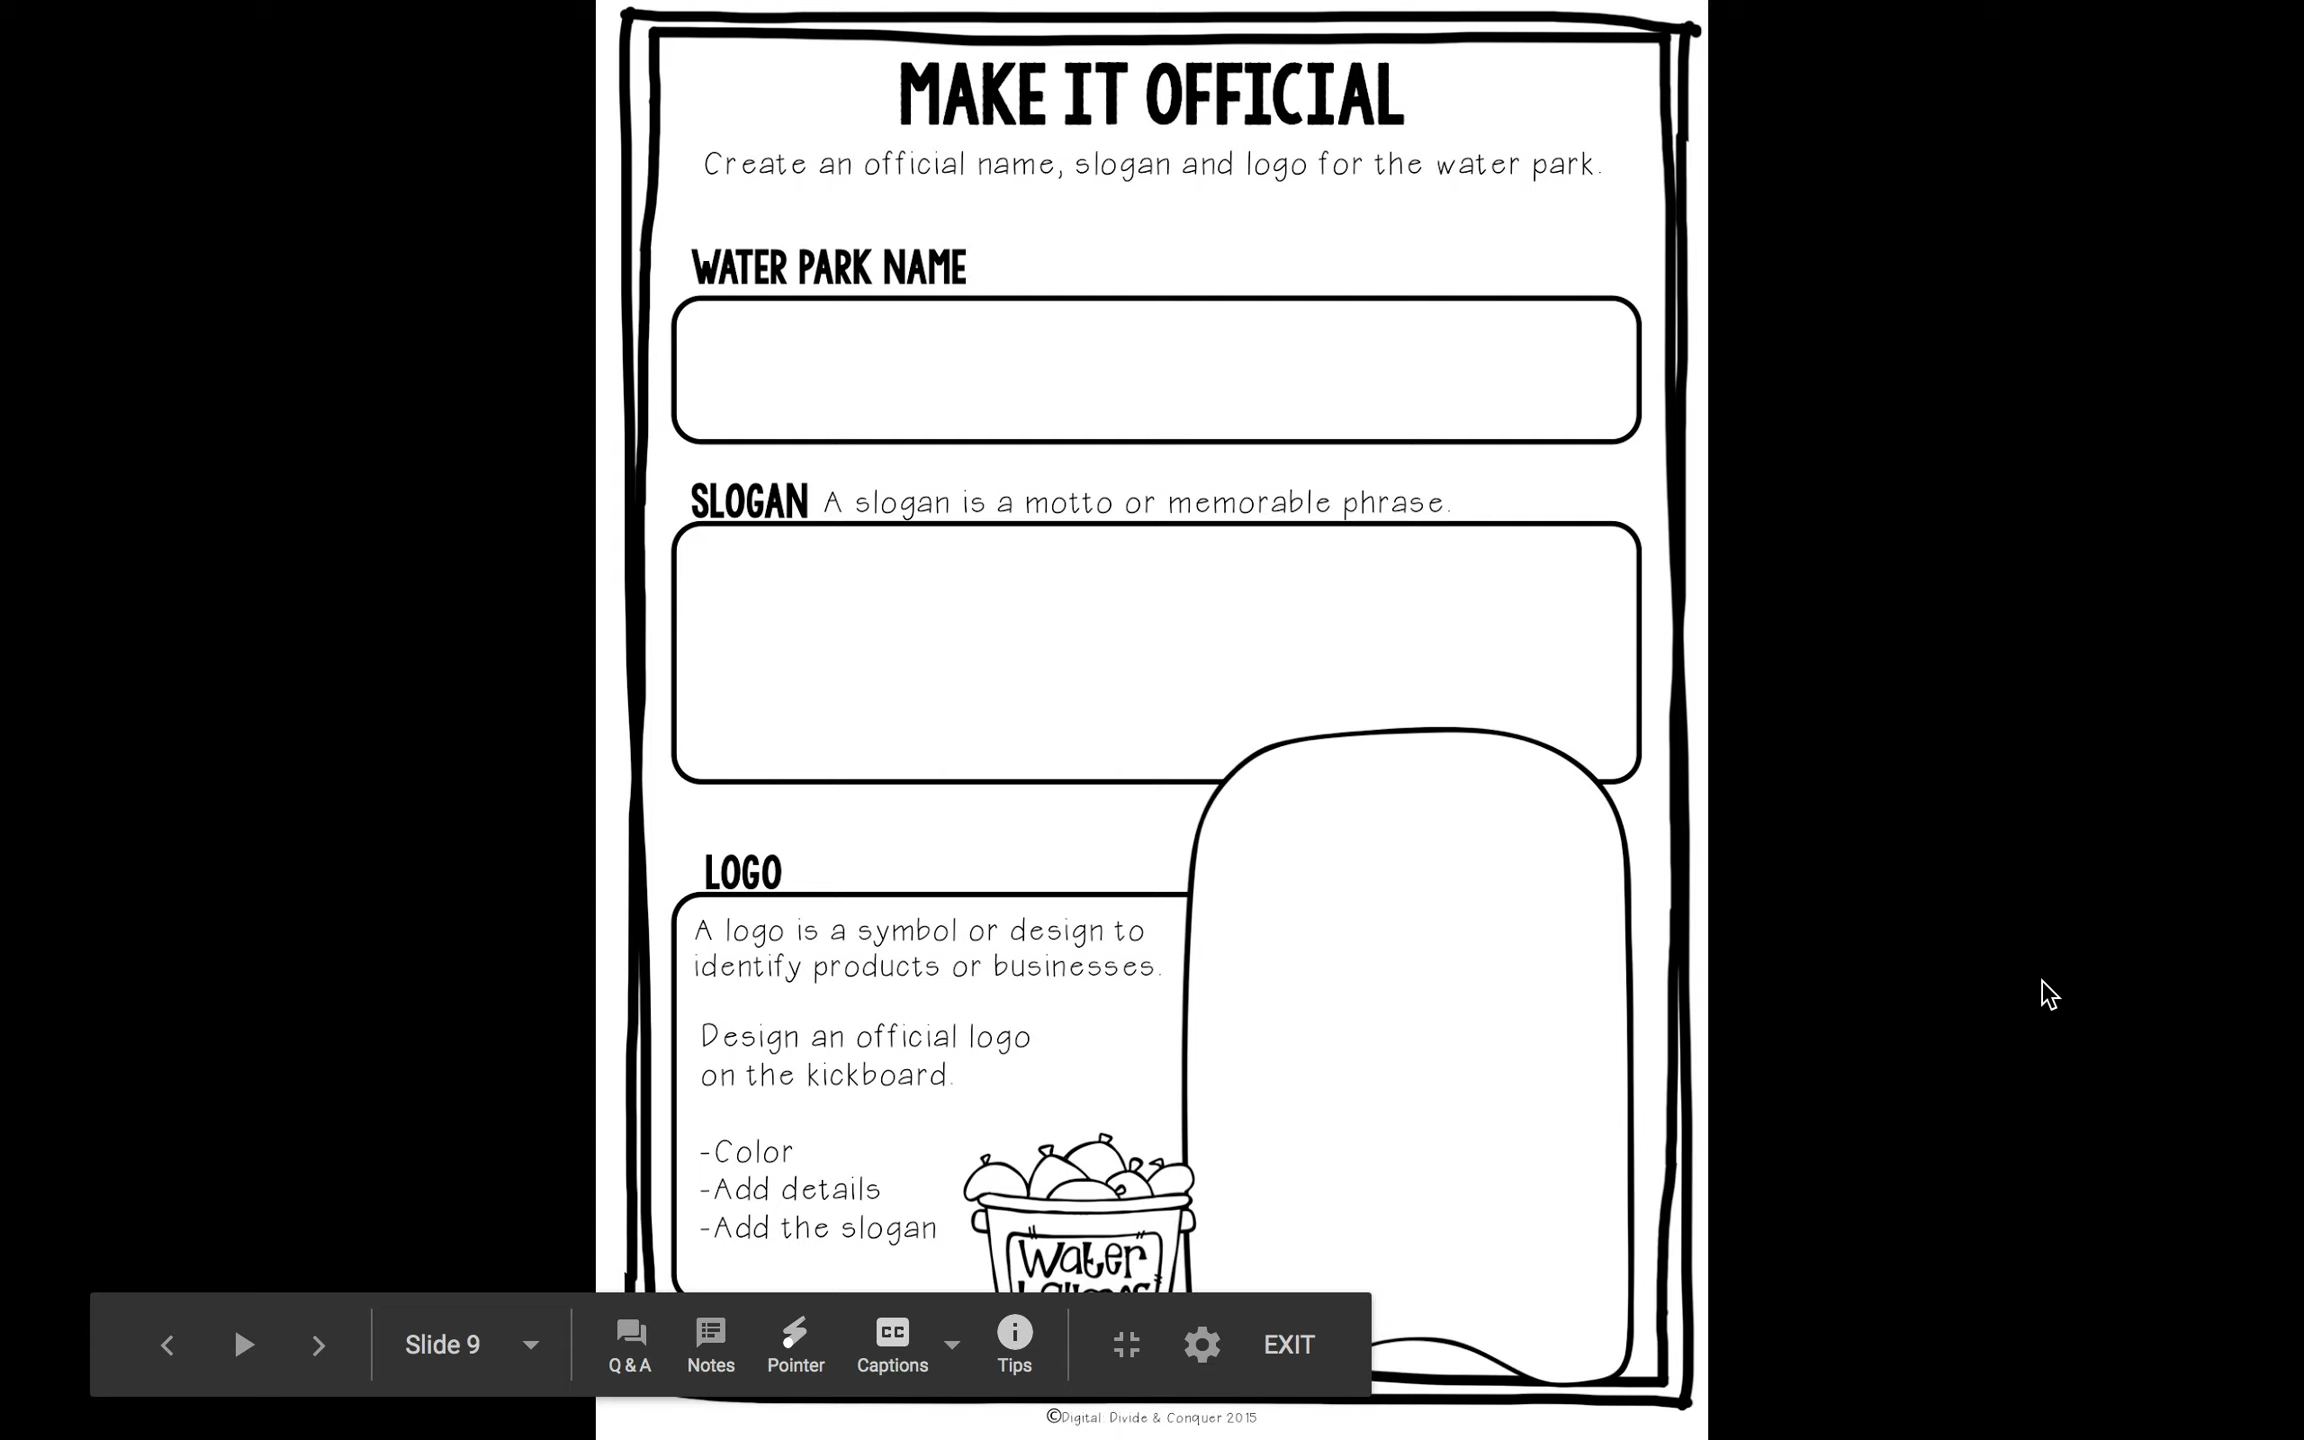 MAKE IT OFFICIAL
Create an official name, slogan and logo for the water park.
WATER PARK NAME
SLOGAN A slogan is a motto or memorable phrase.
LOGO
A logo is a symbol or design to
identify products or businesses.
Design an official logo
on the kickboard.
-Color
-Add details
-Add the slogan
Water
Slide 9
Q & A
Notes
Pointer
CC
Captions
Tips
EXIT
©Digital Divide & Conquer 2015